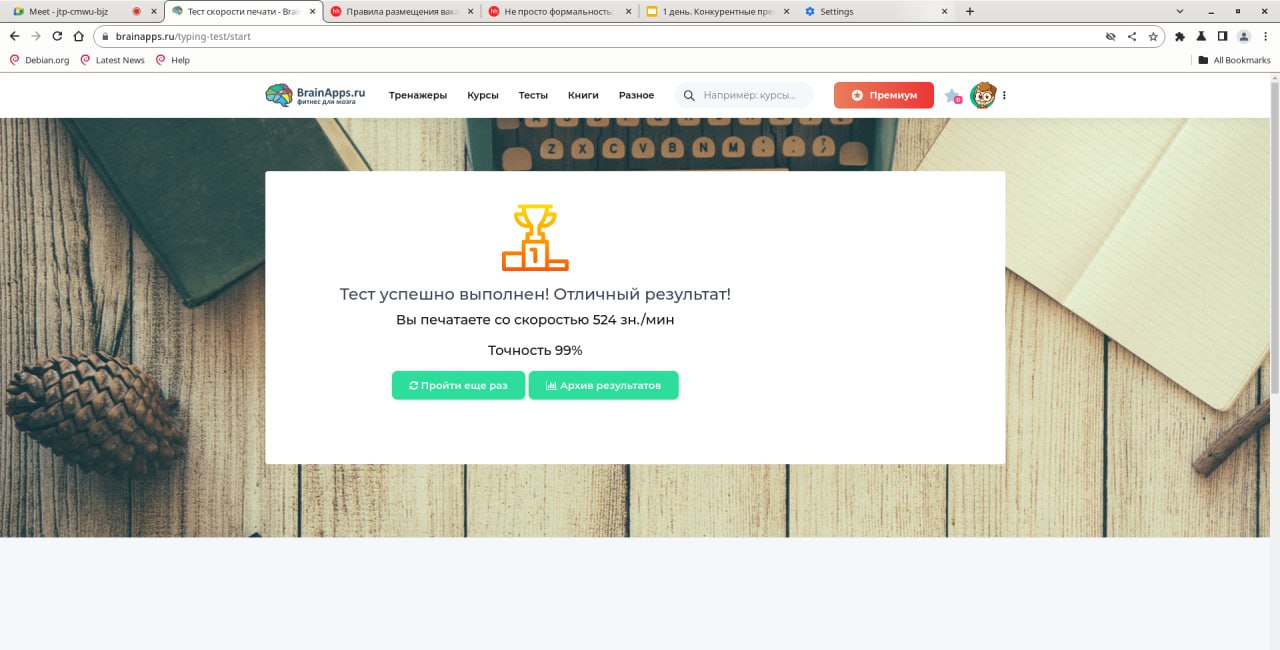 Meet - jtp-cmwu-bjz
Тест скорости печати - Brai
Правила размещения вака
Не просто формальность:
1 день. Конкурентные пре
Settings
brainapps.ru/typing-test/start
Debian.org
Latest News
Help
All Bookmarks
BrainApps.ru
фитнес для мозга
Тренажеры
Курсы
Тесты
Книги
Разное
Например: курсы...
Премиум
0
Z X C V B N M
1
Тест успешно выполнен! Отличный результат!
Вы печатаете со скоростью 524 зн./мин
Точность 99%
Пройти еще раз
Архив результатов